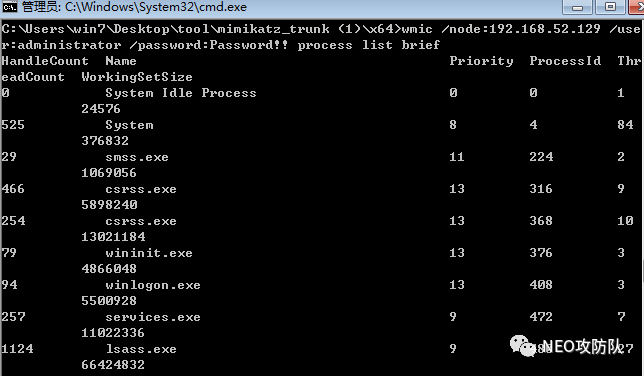 管理员: C:\Windows\System32\cmd.exe
C:\Users\win7\Desktop\tool\mimikatz_trunk (1)\x64>wmic /node:192.168.52.129 /use
r:administrator /password:Password!! process list brief
HandleCount Name Priority ProcessId Thr
eadCount WorkingSetSize
0 System Idle Process 0 0 1
24576
525 System 8 4 84
376832
29 smss.exe 11 224 2
1069056
466 csrss.exe 13 316 9
5898240
254 csrss.exe 13 368 10
13021184
79 wininit.exe 13 376 3
4866048
94 winlogon.exe 13 408 3
5500928
257 services.exe 9 472 7
11022336
1124 lsass.exe 9 27
66424832
NEO攻防队